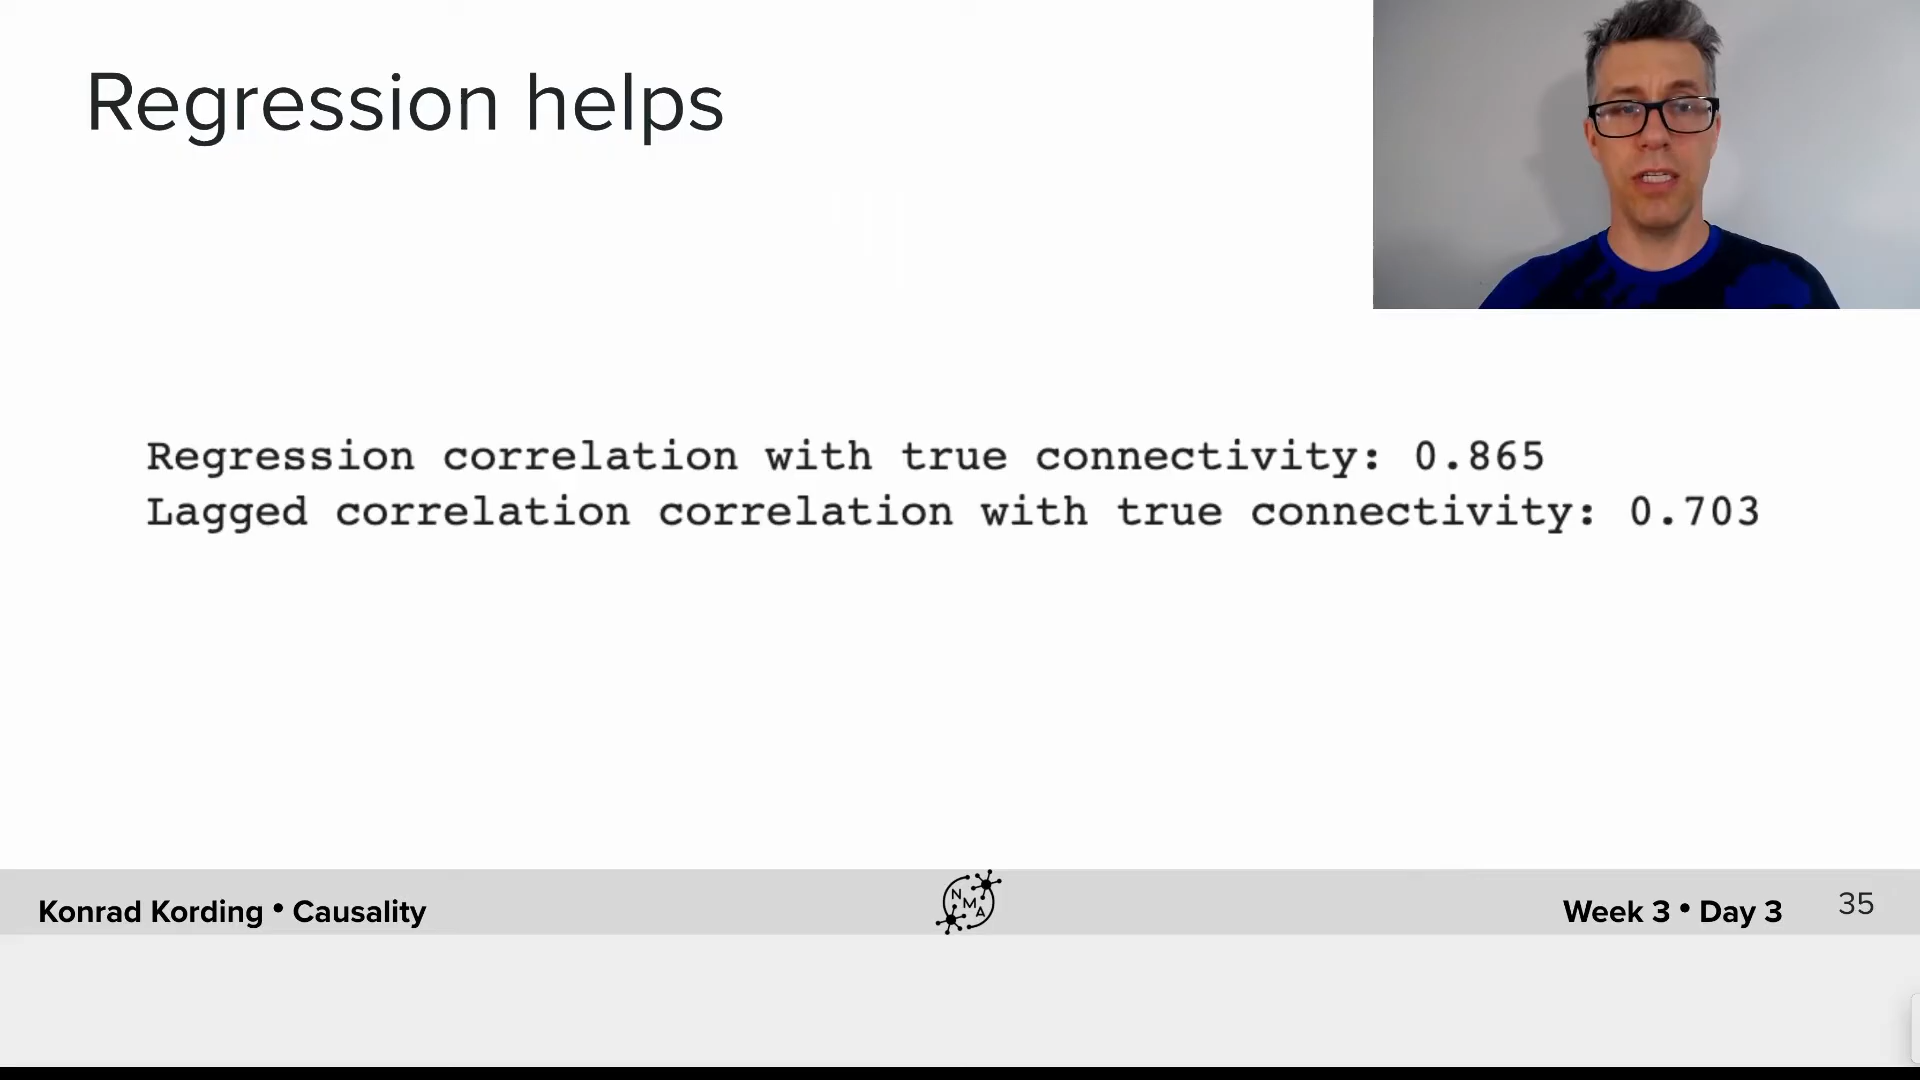 Regression helps
Regression correlation with true connectivity: 0.865
Lagged correlation correlation with true connectivity: 0.703
Konrad Kording • Causality
NMA
Week 3 • Day 3
35